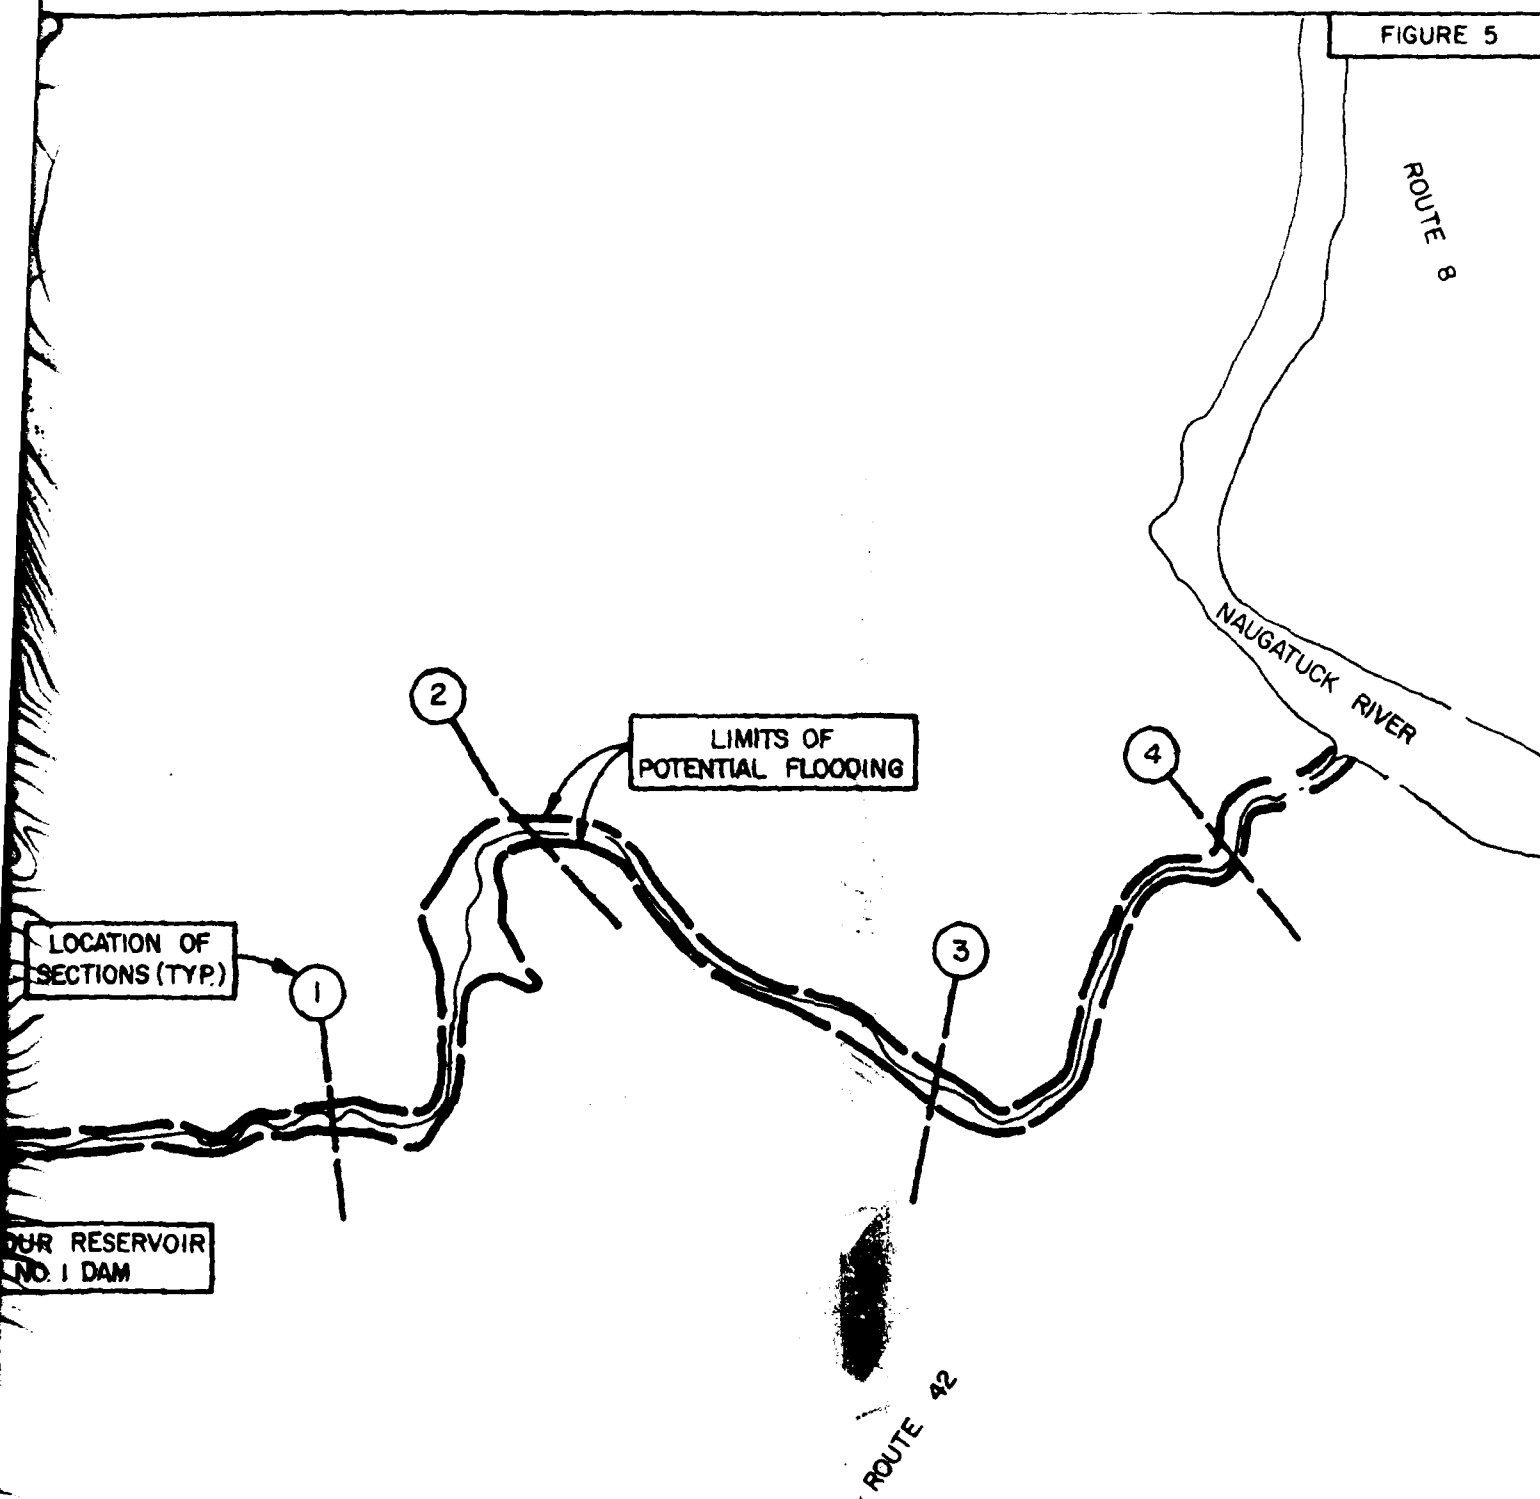 FIGURE 5
ROUTE 8
NAUGATUCK RIVER
2
LIMITS OF
POTENTIAL FLOODING
4
LOCATION OF
SECTIONS (TYP.)
1
3
OUR RESERVOIR
NO. 1 DAM
ROUTE 42